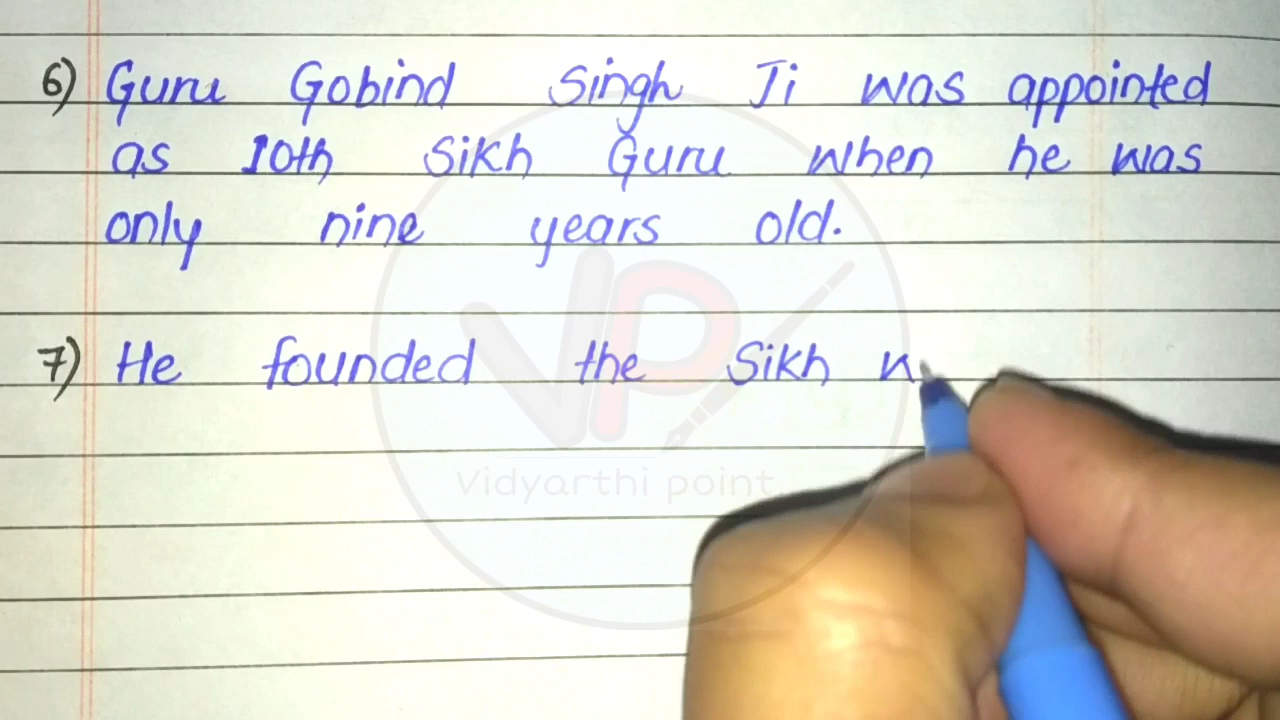 6) Guru Gobind Singh Ji was appointed
as 10th Sikh Guru when he was
only nine years old.
7) He founded the Sikh
VP
Vidyarthi point